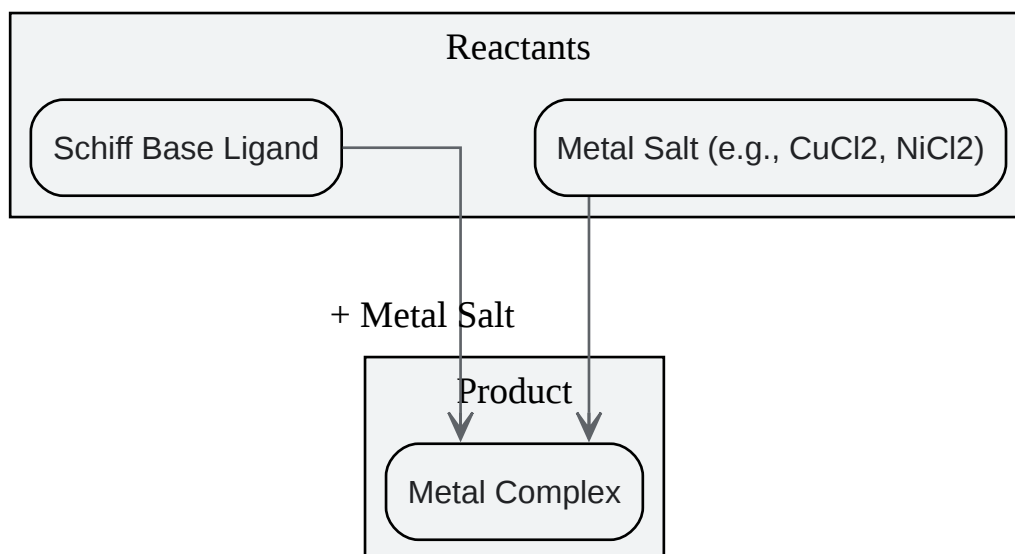 Reactants
Schiff Base Ligand
Metal Salt (e.g., CuCl2, NiCl2)
+ Metal Salt
Product
Metal Complex